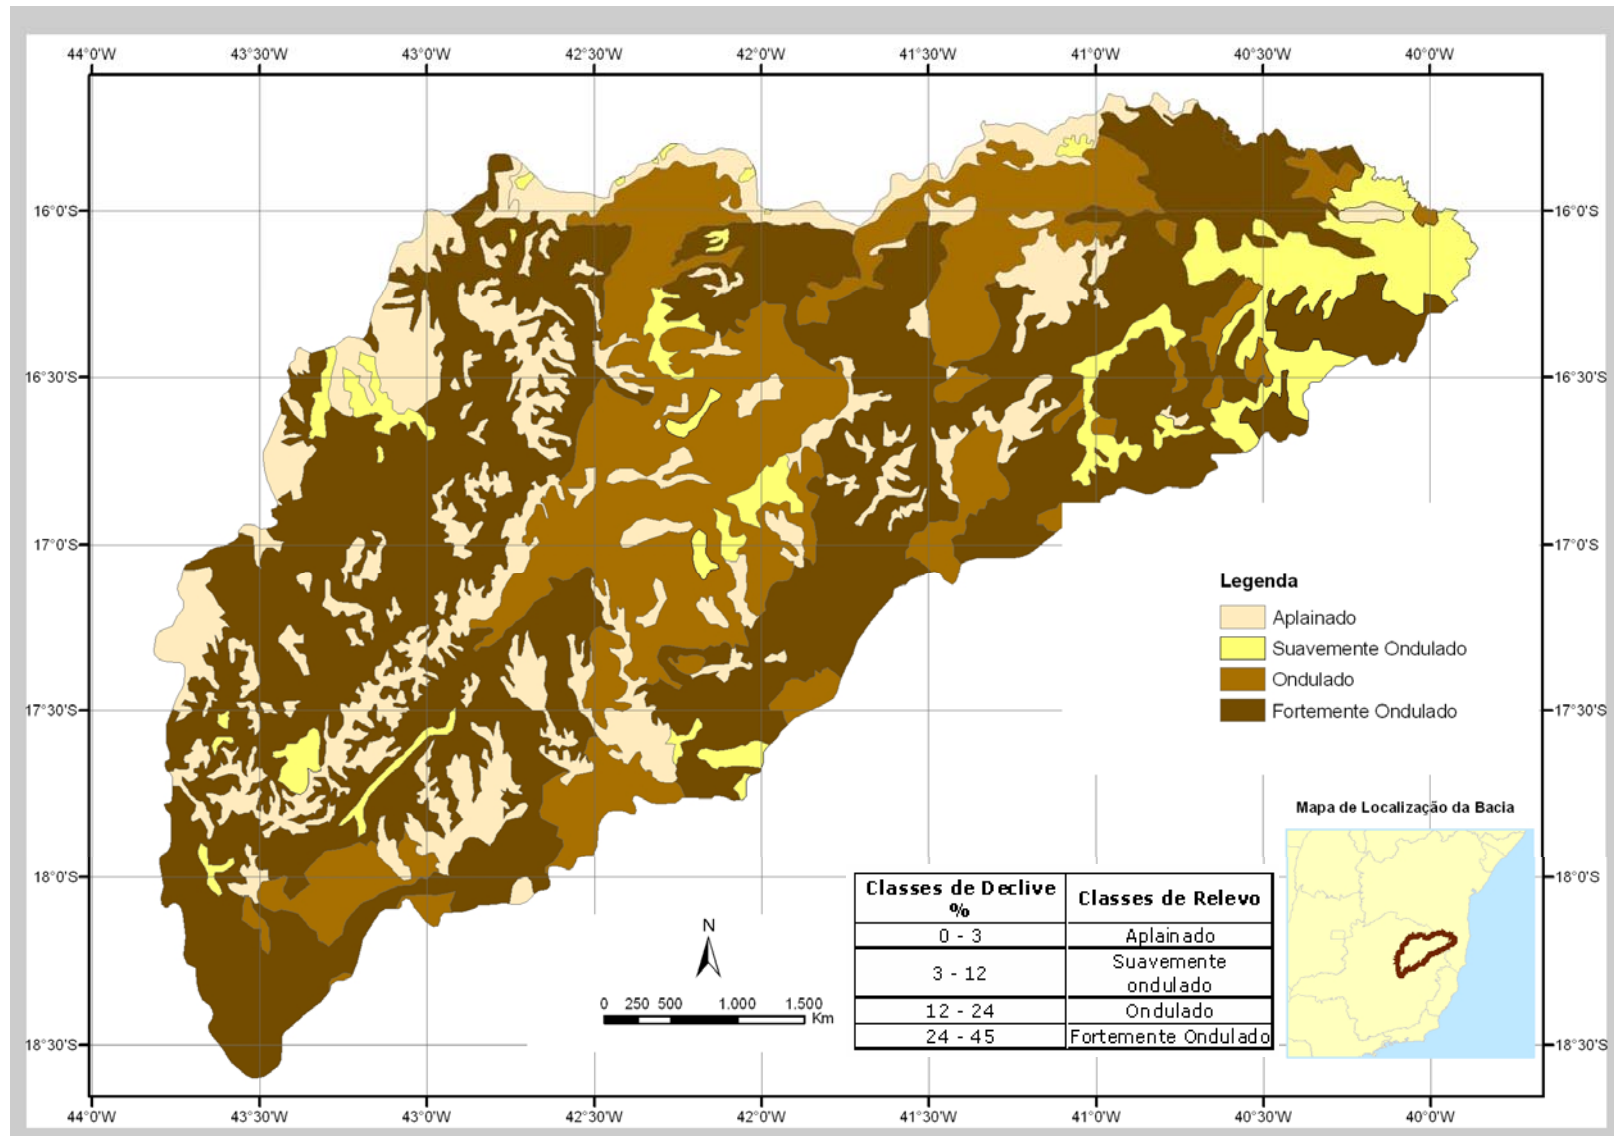 44°0'W 43°30'W 43°0'W 42°30'W 42°0'W 41°30'W 41°0'W 40°30'W 40°0'W
16°0'S 16°0'S
16°30'S 16°30'S
17°0'S 17°0'S
Legenda
Aplainado
Suavemente Ondulado
Ondulado
Fortemente Ondulado
17°30'S 17°30'S
Mapa de Localização da Bacia
18°0'S 18°0'S
Classes de Declive % Classes de Relevo
0 - 3 Aplainado
3 - 12 Suavemente ondulado
12 - 24 Ondulado
24 - 45 Fortemente Ondulado
N
0 250 500 1.000 1.500
Km
18°30'S 18°30'S
44°0'W 43°30'W 43°0'W 42°30'W 42°0'W 41°30'W 41°0'W 40°30'W 40°0'W